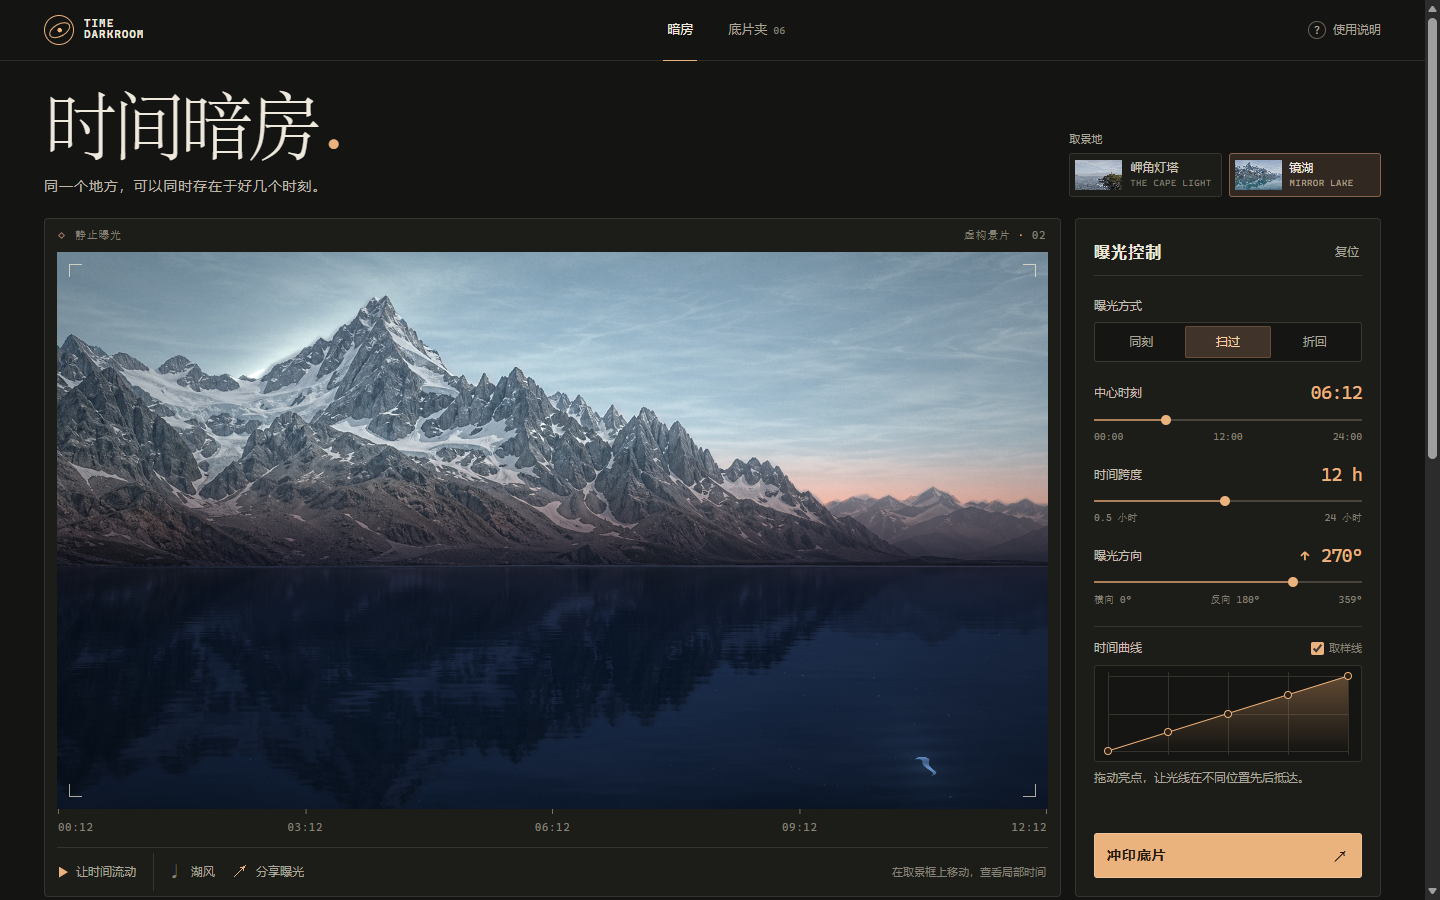 TIME
DARKROOM
暗房
底片夹 06
? 使用说明
时间暗房.
同一个地方，可以同时存在于好几个时刻。
取景地
岬角灯塔
THE CAPE LIGHT
镜湖
MIRROR LAKE
静止曝光
虚构景片 · 02
00:12
03:12
06:12
09:12
12:12
让时间流动
湖风
分享曝光
在取景框上移动，查看局部时间
曝光控制
复位
曝光方式
同刻
扫过
折回
中心时刻
06:12
00:00
12:00
24:00
时间跨度
12 h
0.5 小时
24 小时
曝光方向
↑ 270°
横向 0°
反向 180°
359°
时间曲线
取样线
拖动亮点，让光线在不同位置先后抵达。
冲印底片